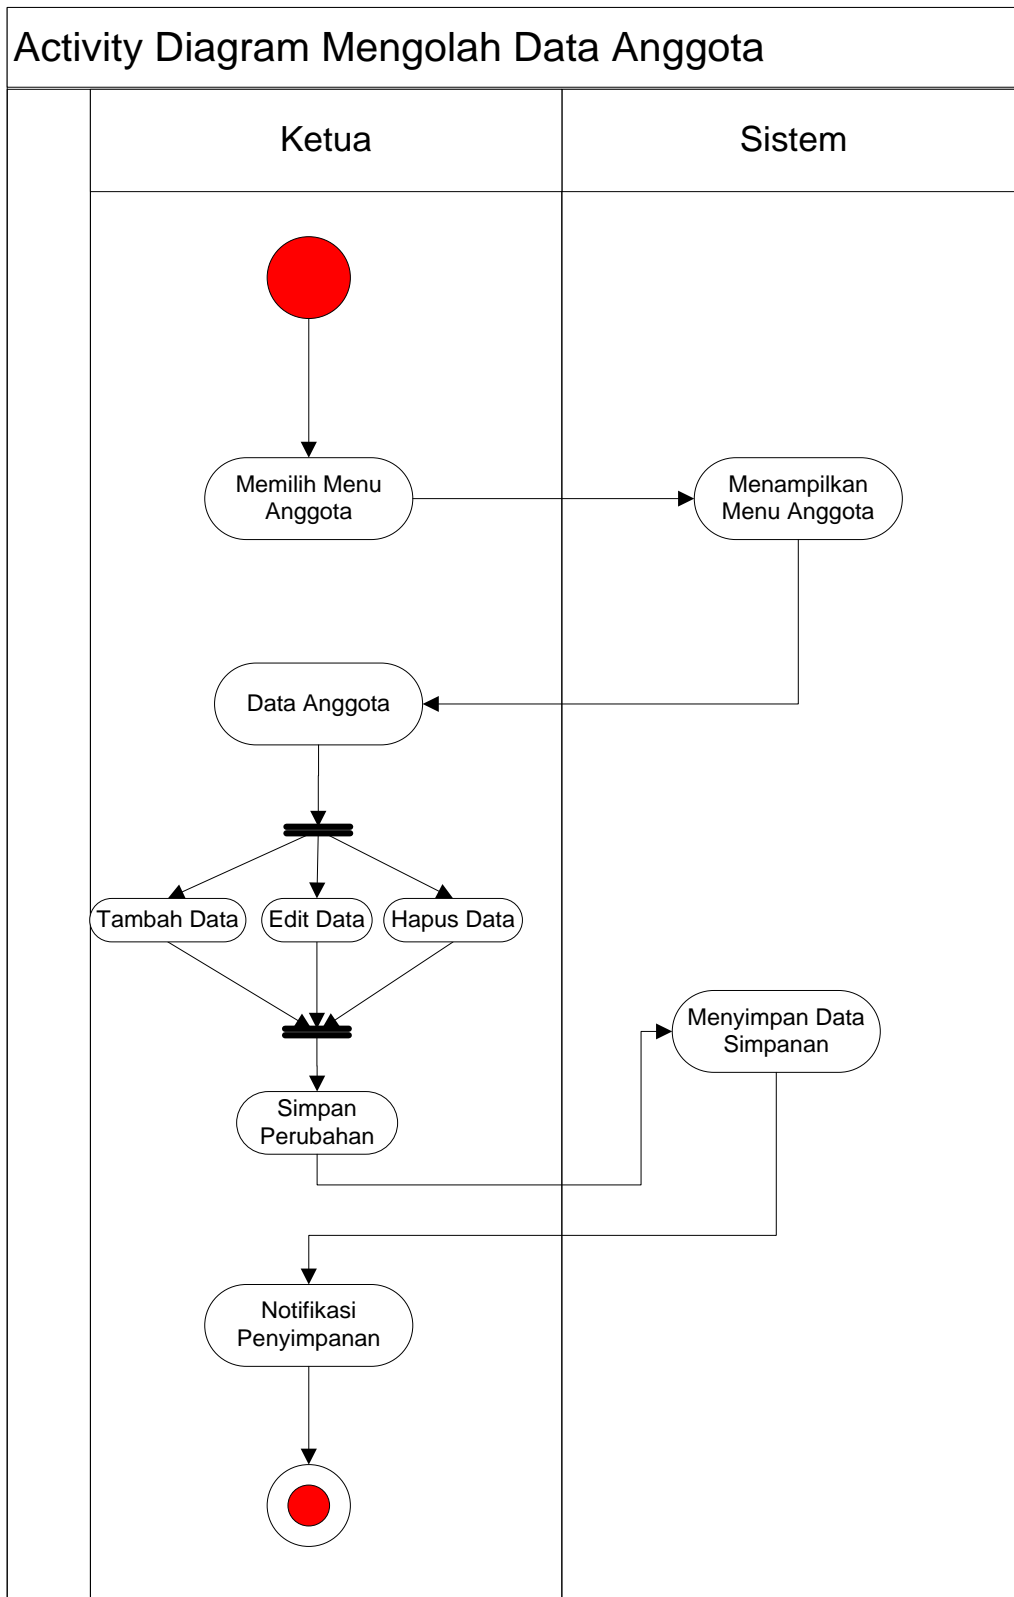 Activity Diagram Mengolah Data Anggota
Ketua
Sistem
Memilih Menu
Anggota
Menampilkan
Menu Anggota
Data Anggota
Tambah Data
Edit Data
Hapus Data
Menyimpan Data
Simpanan
Simpan
Perubahan
Notifikasi
Penyimpanan